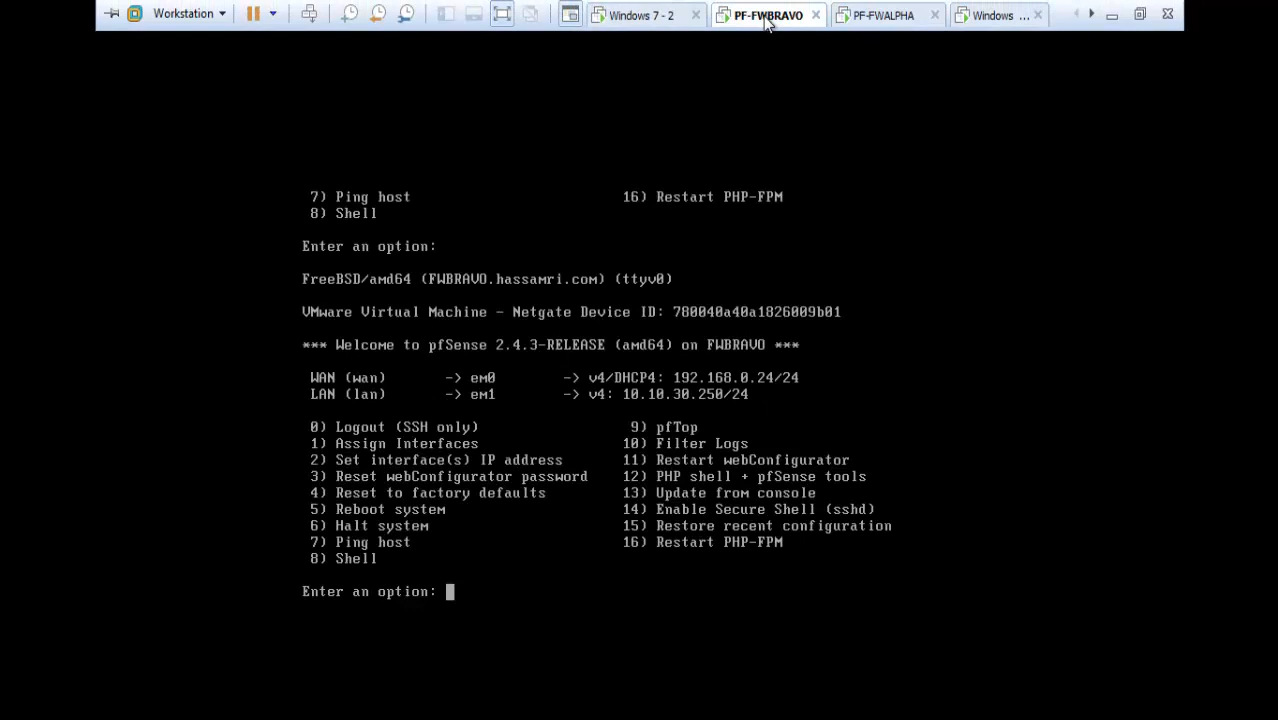 Workstation Windows 7 - 2 PF-FWBRAVO PF-FWALPHA Windows ...
7) Ping host 16) Restart PHP-FPM
8) Shell
Enter an option:
FreeBSD/amd64 (FWBRAVO.hassamri.com) (ttyv0)
VMware Virtual Machine - Netgate Device ID: 780040a40a1826009b01
*** Welcome to pfSense 2.4.3-RELEASE (amd64) on FWBRAVO ***
WAN (wan) -> em0 -> v4/DHCP4: 192.168.0.24/24
LAN (lan) -> em1 -> v4: 10.10.30.250/24
0) Logout (SSH only) 9) pfTop
1) Assign Interfaces 10) Filter Logs
2) Set interface(s) IP address 11) Restart webConfigurator
3) Reset webConfigurator password 12) PHP shell + pfSense tools
4) Reset to factory defaults 13) Update from console
5) Reboot system 14) Enable Secure Shell (sshd)
6) Halt system 15) Restore recent configuration
7) Ping host 16) Restart PHP-FPM
8) Shell
Enter an option: